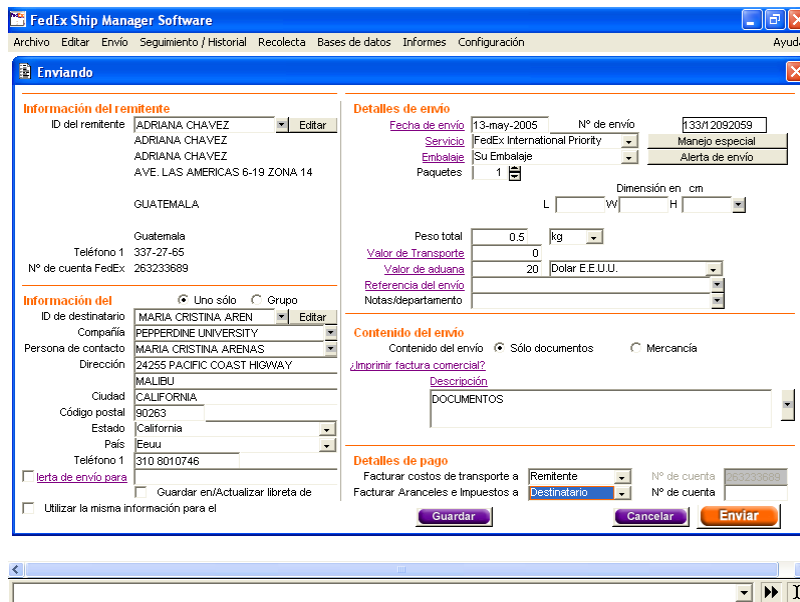 FedEx Ship Manager Software
Archivo Editar Envío Seguimiento / Historial Recolecta Bases de datos Informes Configuración Ayuda
Enviando
Información del remitente
ID del remitente ADRIANA CHAVEZ Editar
ADRIANA CHAVEZ
ADRIANA CHAVEZ
AVE. LAS AMERICAS 6-19 ZONA 14
GUATEMALA
Guatemala
Teléfono 1 337-27-65
Nº de cuenta FedEx 263233689
Información del Uno sólo Grupo
ID de destinatario MARIA CRISTINA AREN Editar
Compañía PEPPERDINE UNIVERSITY
Persona de contacto MARIA CRISTINA ARENAS
Dirección 24255 PACIFIC COAST HIGWAY
MALIBU
Ciudad CALIFORNIA
Código postal 90263
Estado California
País Eeuu
Teléfono 1 310 8010746
lerta de envío para
Guardar en/Actualizar libreta de
Utilizar la misma información para el
Detalles de envío
Fecha de envío 13-may-2005 Nº de envío 133/12092059
Servicio FedEx International Priority Manejo especial
Embalaje Su Embalaje Alerta de envío
Paquetes 1
Dimensión en cm
L W H
Peso total 0.5 kg
Valor de Transporte 0
Valor de aduana 20 Dolar E.E.U.U.
Referencia del envío
Notas/departamento
Contenido del envío
Contenido del envío Sólo documentos Mercancía
¿Imprimir factura comercial?
Descripción
DOCUMENTOS
Detalles de pago
Facturar costos de transporte a Remitente Nº de cuenta 263233689
Facturar Aranceles e Impuestos a Destinatario Nº de cuenta
Guardar Cancelar Enviar